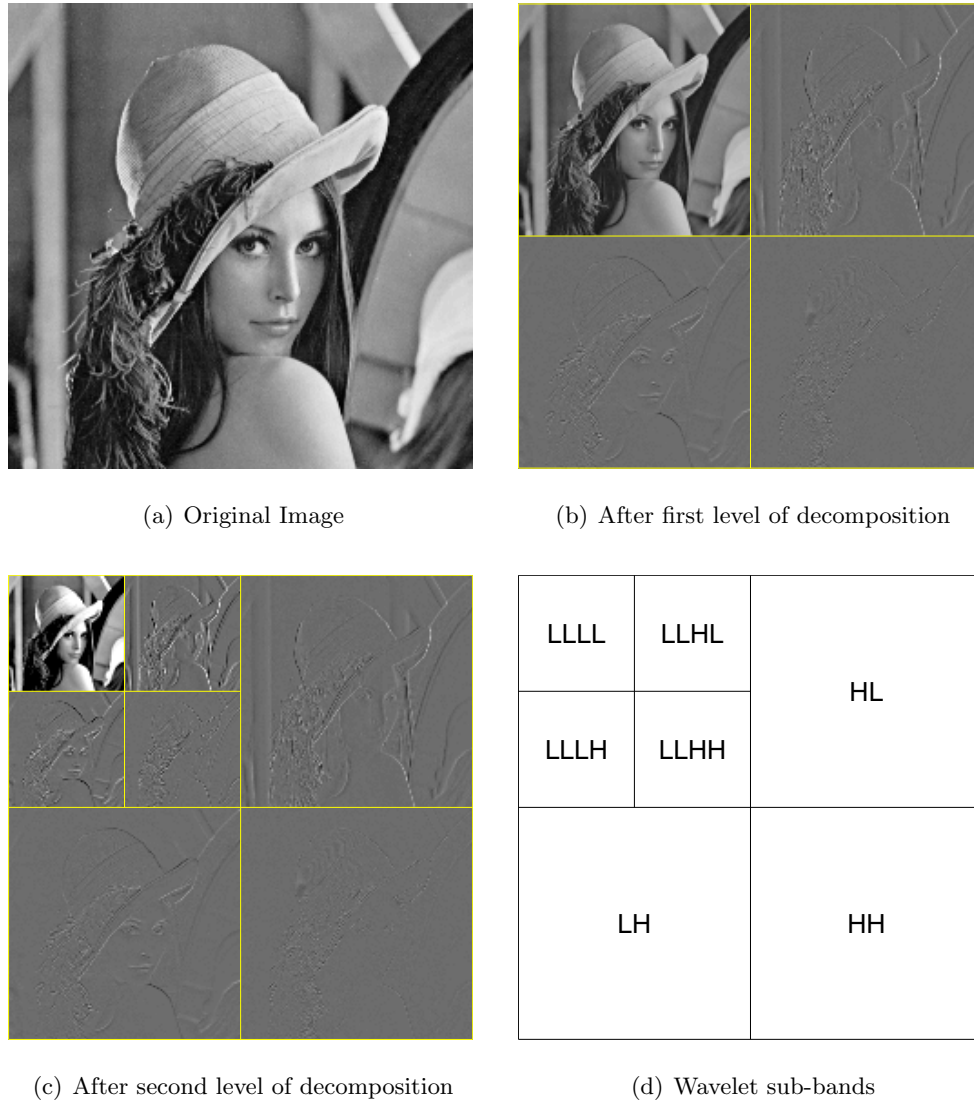 (a) Original Image
(b) After first level of decomposition
LLLL LLHL
HL
LLLH LLHH
LH HH
(c) After second level of decomposition
(d) Wavelet sub-bands